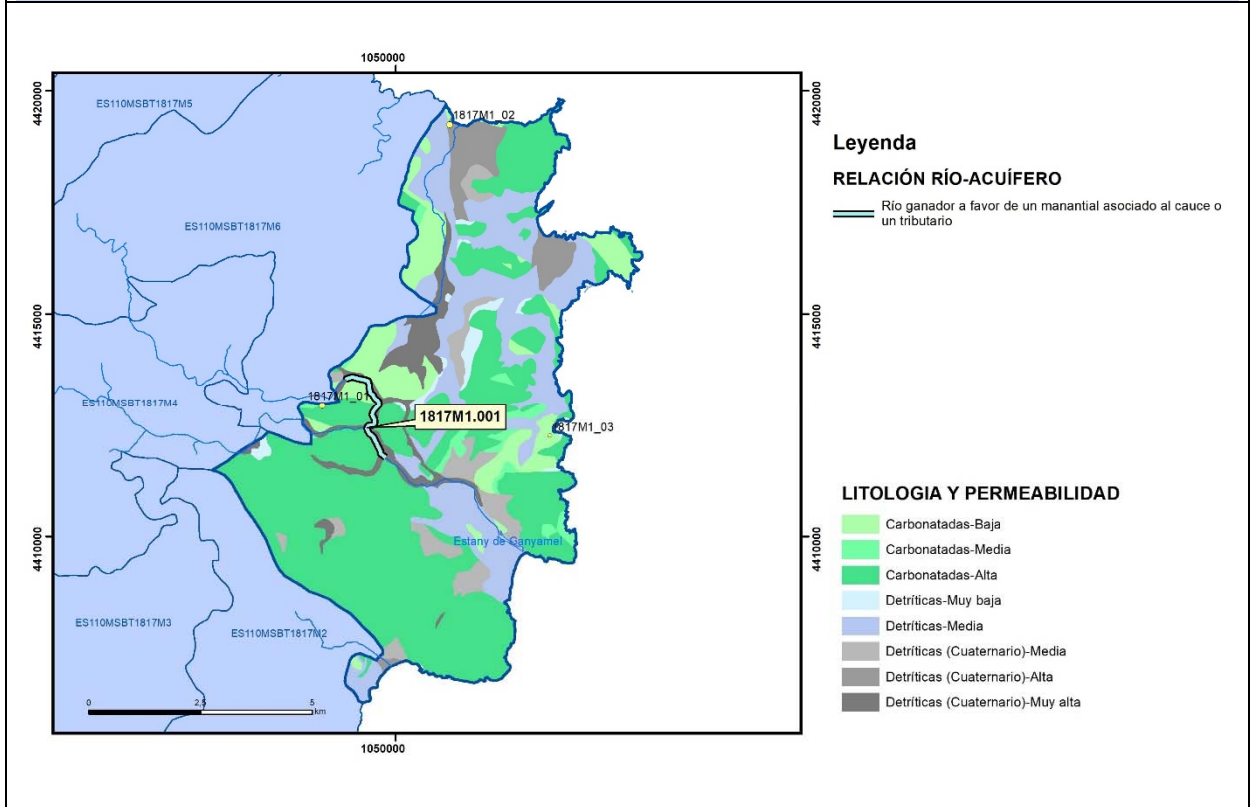 1050000
4420000
4420000
ES110MSBT1817M5
1817M1_02
ES110MSBT1817M6
4415000
4415000
1817M1_01
ES110MSBT1817M4
1817M1.001
1817M1_03
4410000
4410000
Estany de Canyamel
ES110MSBT1817M3
ES110MSBT1817M2
0 2,5 5
km
1050000
Leyenda
RELACIÓN RÍO-ACUÍFERO
Río ganador a favor de un manantial asociado al cauce o
un tributario
LITOLOGIA Y PERMEABILIDAD
Carbonatadas-Baja
Carbonatadas-Media
Carbonatadas-Alta
Detríticas-Muy baja
Detríticas-Media
Detríticas (Cuaternario)-Media
Detríticas (Cuaternario)-Alta
Detríticas (Cuaternario)-Muy alta